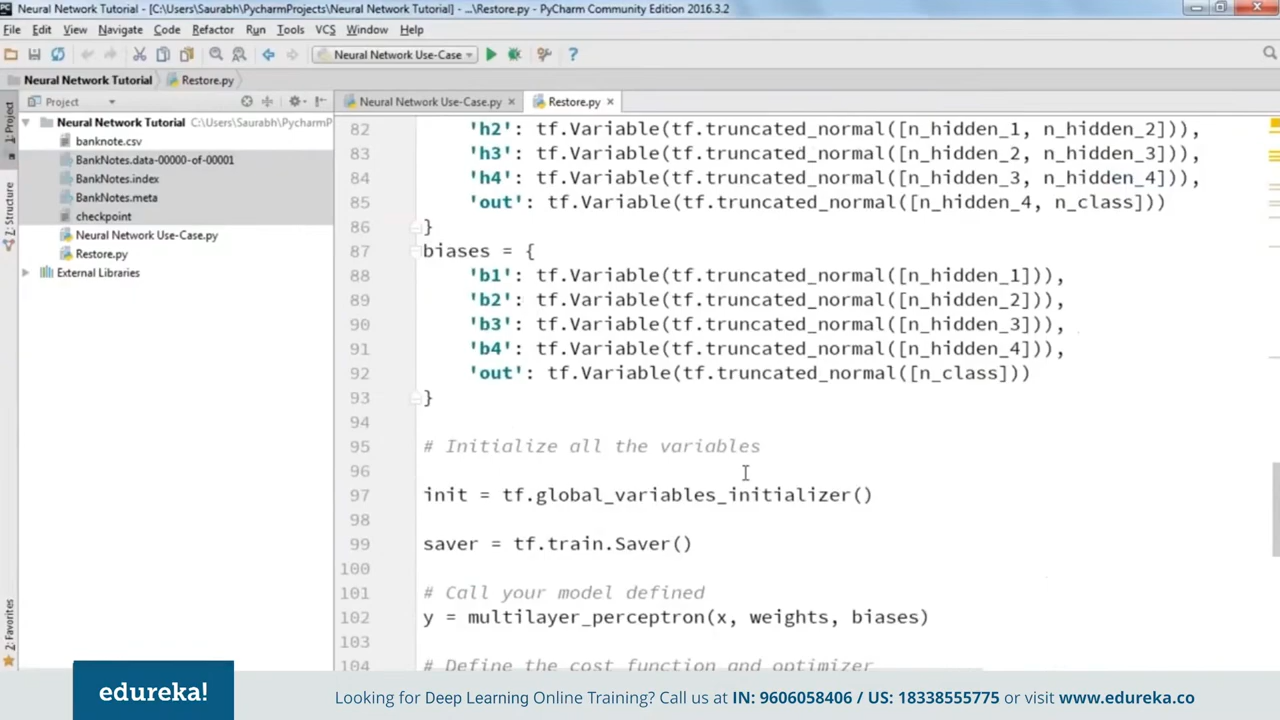 Neural Network Tutorial - [C:\Users\Saurabh\PycharmProjects\Neural Network Tutorial] - ...\Restore.py - PyCharm Community Edition 2016.3.2
File Edit View Navigate Code Refactor Run Tools VCS Window Help
Neural Network Use-Case
Neural Network Tutorial Restore.py
Project
Neural Network Use-Case.py Restore.py
1: Project
Z: Structure
2: Favorites
Neural Network Tutorial C:\Users\Saurabh\PycharmP
banknote.csv
BankNotes.data-00000-of-00001
BankNotes.index
BankNotes.meta
checkpoint
Neural Network Use-Case.py
Restore.py
External Libraries
82 'h2': tf.Variable(tf.truncated_normal([n_hidden_1, n_hidden_2])),
83 'h3': tf.Variable(tf.truncated_normal([n_hidden_2, n_hidden_3])),
84 'h4': tf.Variable(tf.truncated_normal([n_hidden_3, n_hidden_4])),
85 'out': tf.Variable(tf.truncated_normal([n_hidden_4, n_class]))
86 }
87 biases = {
88 'b1': tf.Variable(tf.truncated_normal([n_hidden_1])),
89 'b2': tf.Variable(tf.truncated_normal([n_hidden_2])),
90 'b3': tf.Variable(tf.truncated_normal([n_hidden_3])),
91 'b4': tf.Variable(tf.truncated_normal([n_hidden_4])),
92 'out': tf.Variable(tf.truncated_normal([n_class]))
93 }
94
95 # Initialize all the variables
96
97 init = tf.global_variables_initializer()
98
99 saver = tf.train.Saver()
100
101 # Call your model defined
102 y = multilayer_perceptron(x, weights, biases)
103
104 # Define the cost function and optimizer
edureka!
Looking for Deep Learning Online Training? Call us at IN: 9606058406 / US: 18338555775 or visit www.edureka.co